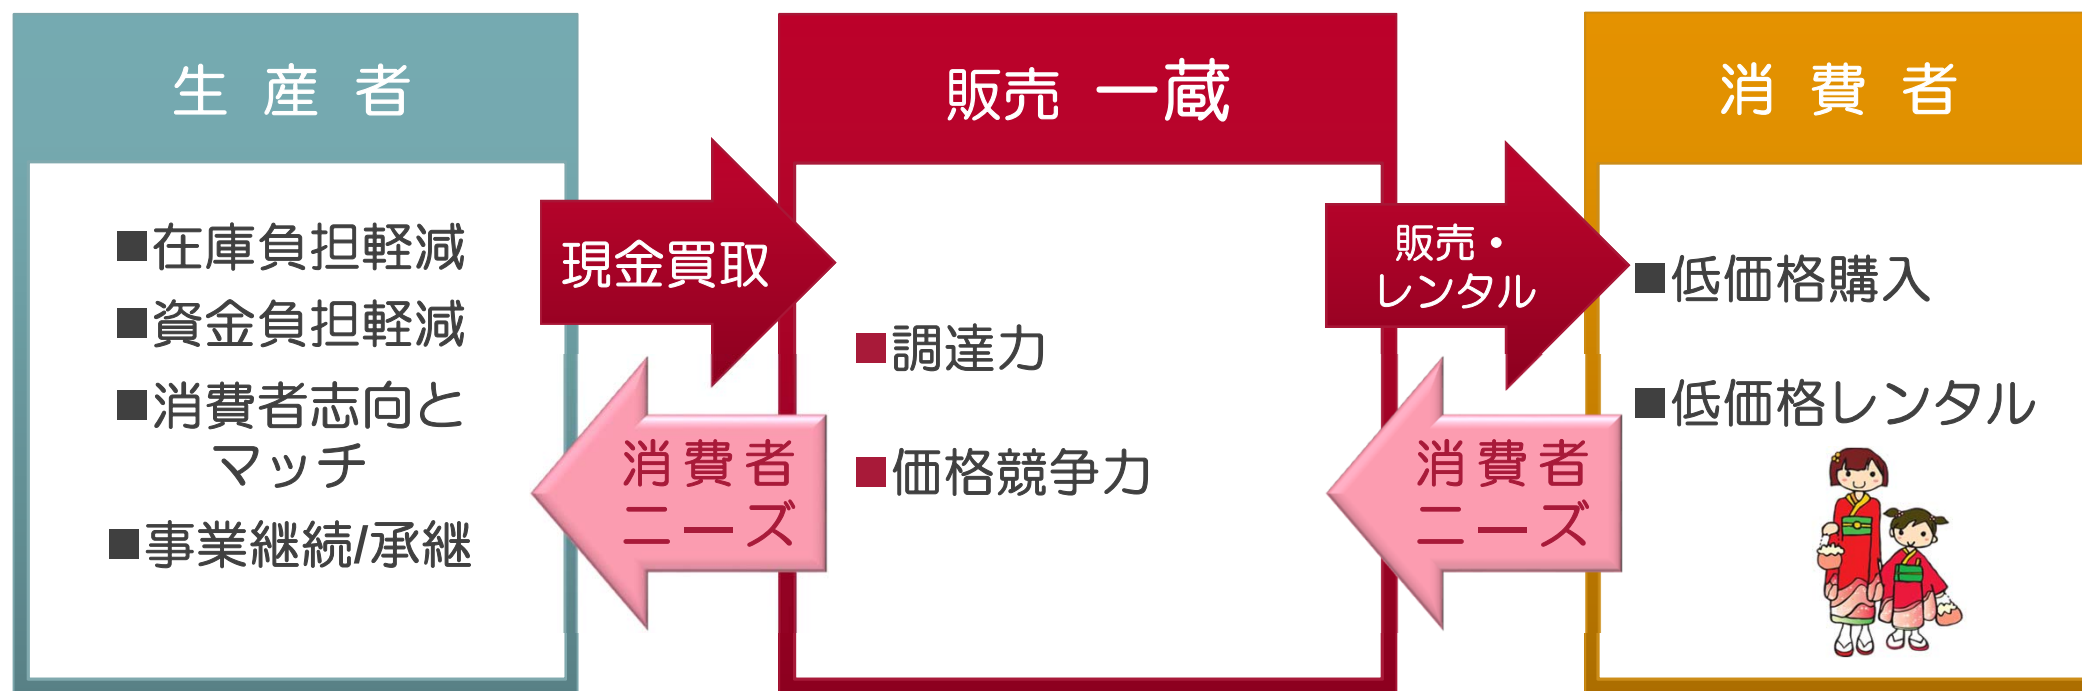 生 産 者
■在庫負担軽減
■資金負担軽減
■消費者志向と
マッチ
■事業継続/承継
現金買取
消費者
ニーズ
販売 一蔵
■調達力
■価格競争力
販売・
レンタル
消費者
ニーズ
消 費 者
■低価格購入
■低価格レンタル